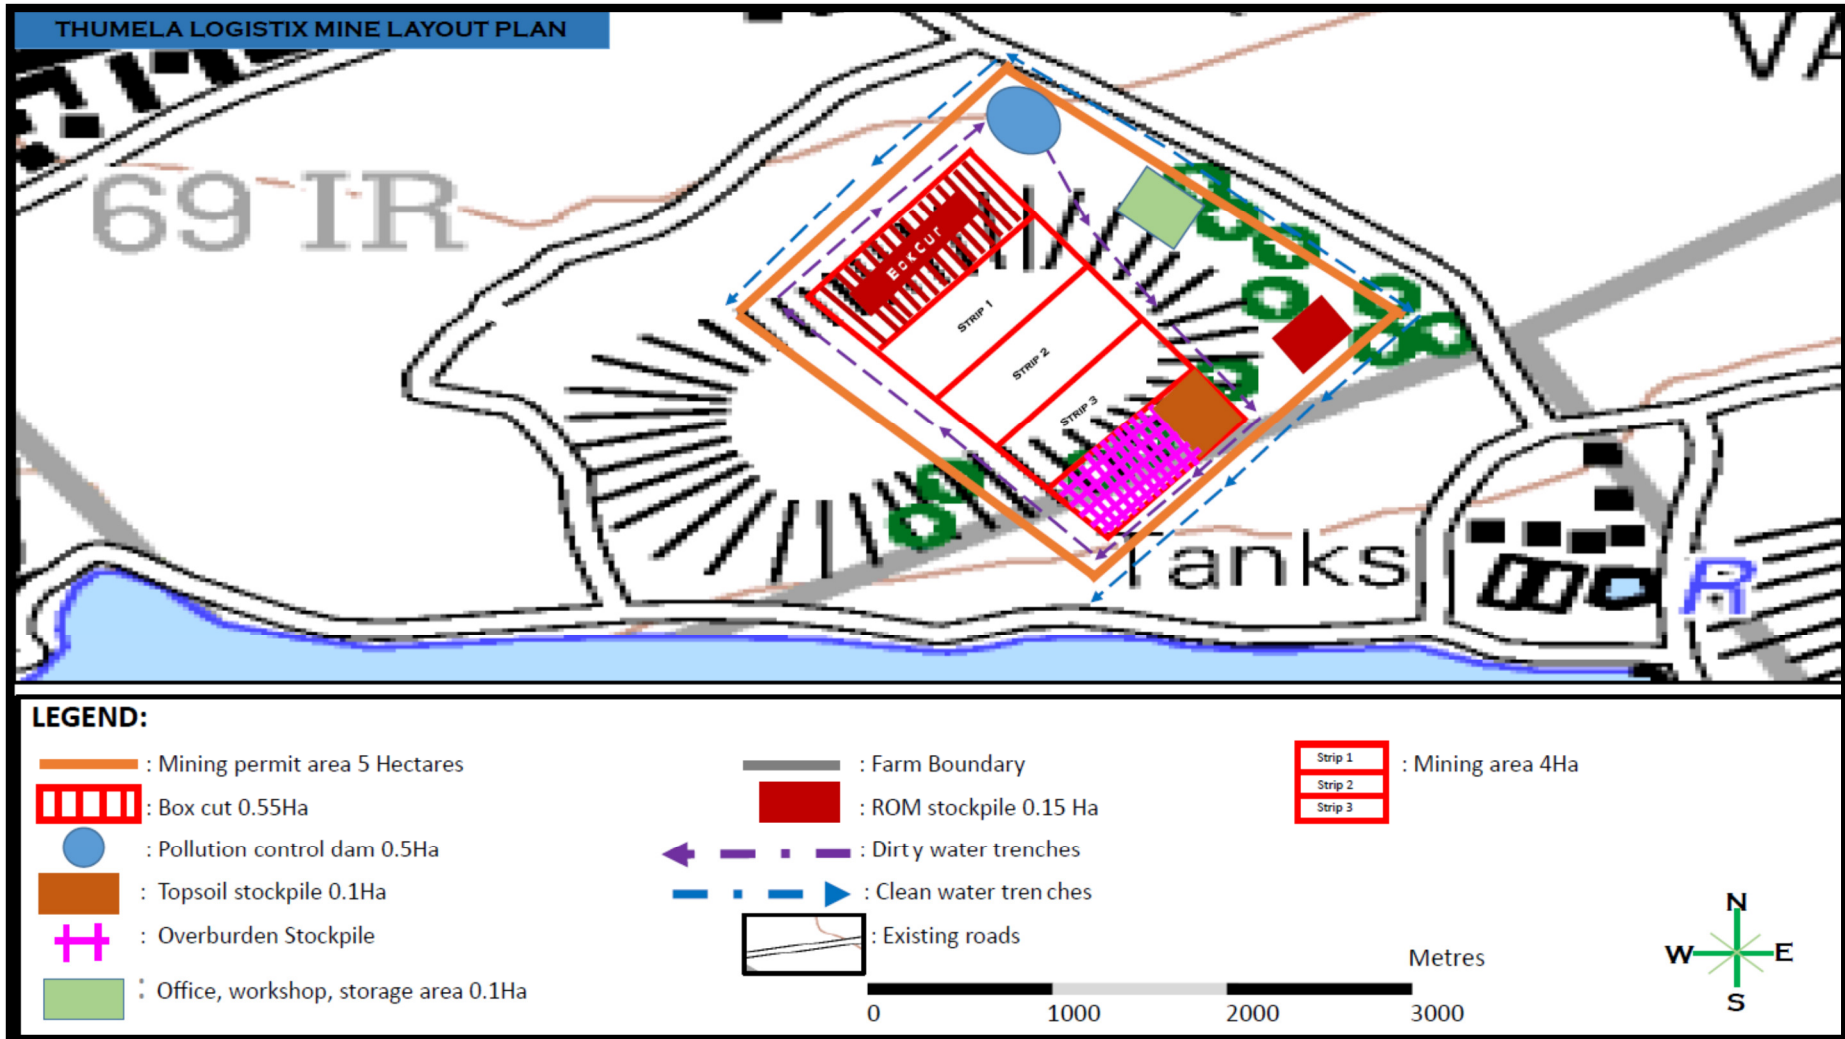 THUMELA LOGISTIX MINE LAYOUT PLAN
VA
69 IR
BOX CUT
STRIP 1
STRIP 2
STRIP 3
Tanks
R
LEGEND:
: Mining permit area 5 Hectares
: Box cut 0.55Ha
: Pollution control dam 0.5Ha
: Topsoil stockpile 0.1Ha
: Overburden Stockpile
: Office, workshop, storage area 0.1Ha
: Farm Boundary
: ROM stockpile 0.15 Ha
: Dirty water trenches
: Clean water trenches
: Existing roads
Strip 1
Strip 2
Strip 3
: Mining area 4Ha
Metres
0 1000 2000 3000
N
W E
S